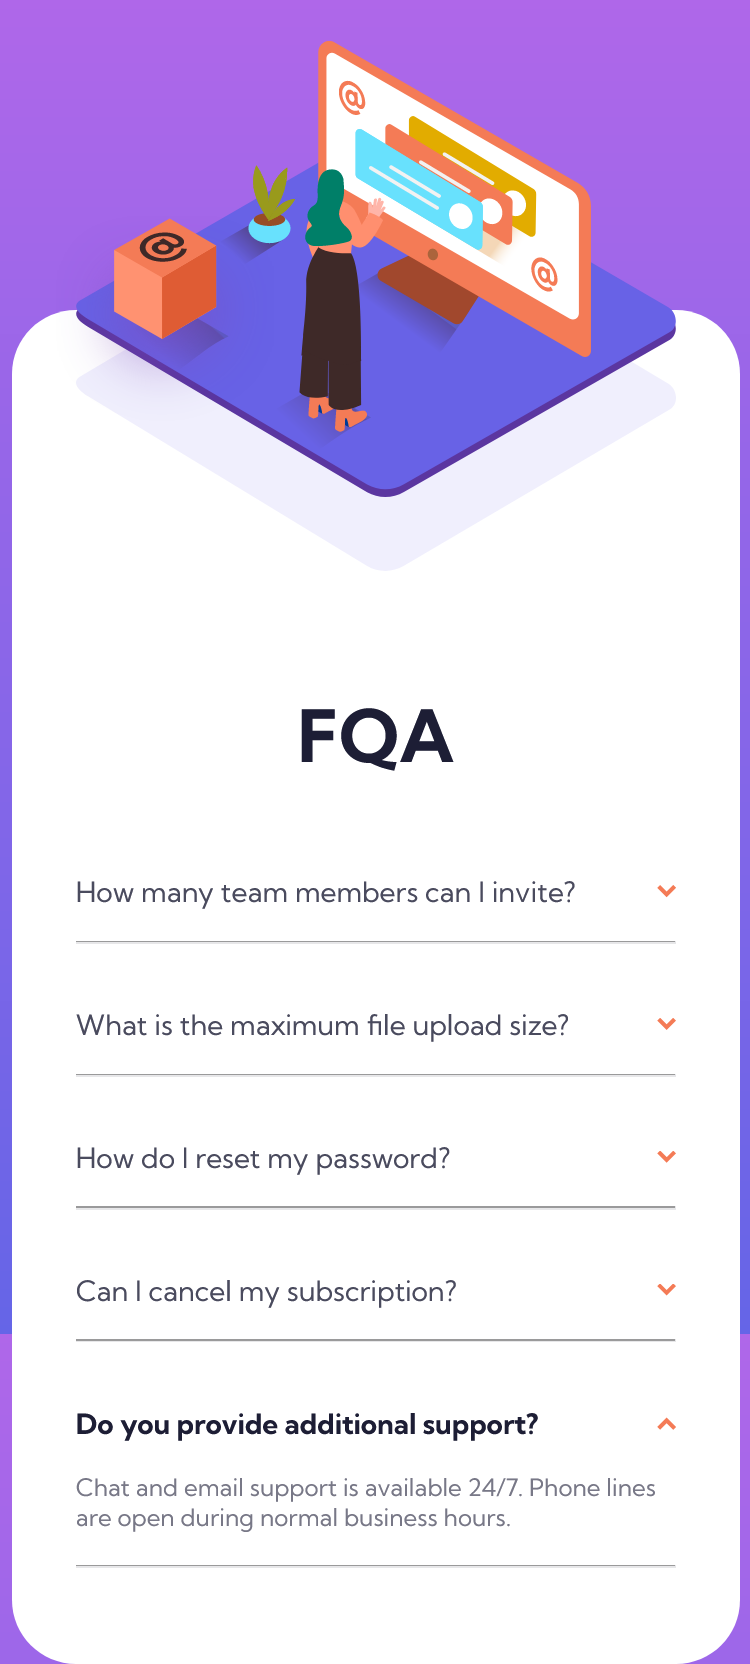 @
@
@
FQA
How many team members can I invite?
What is the maximum file upload size?
How do I reset my password?
Can I cancel my subscription?
Do you provide additional support?
Chat and email support is available 24/7. Phone lines
are open during normal business hours.